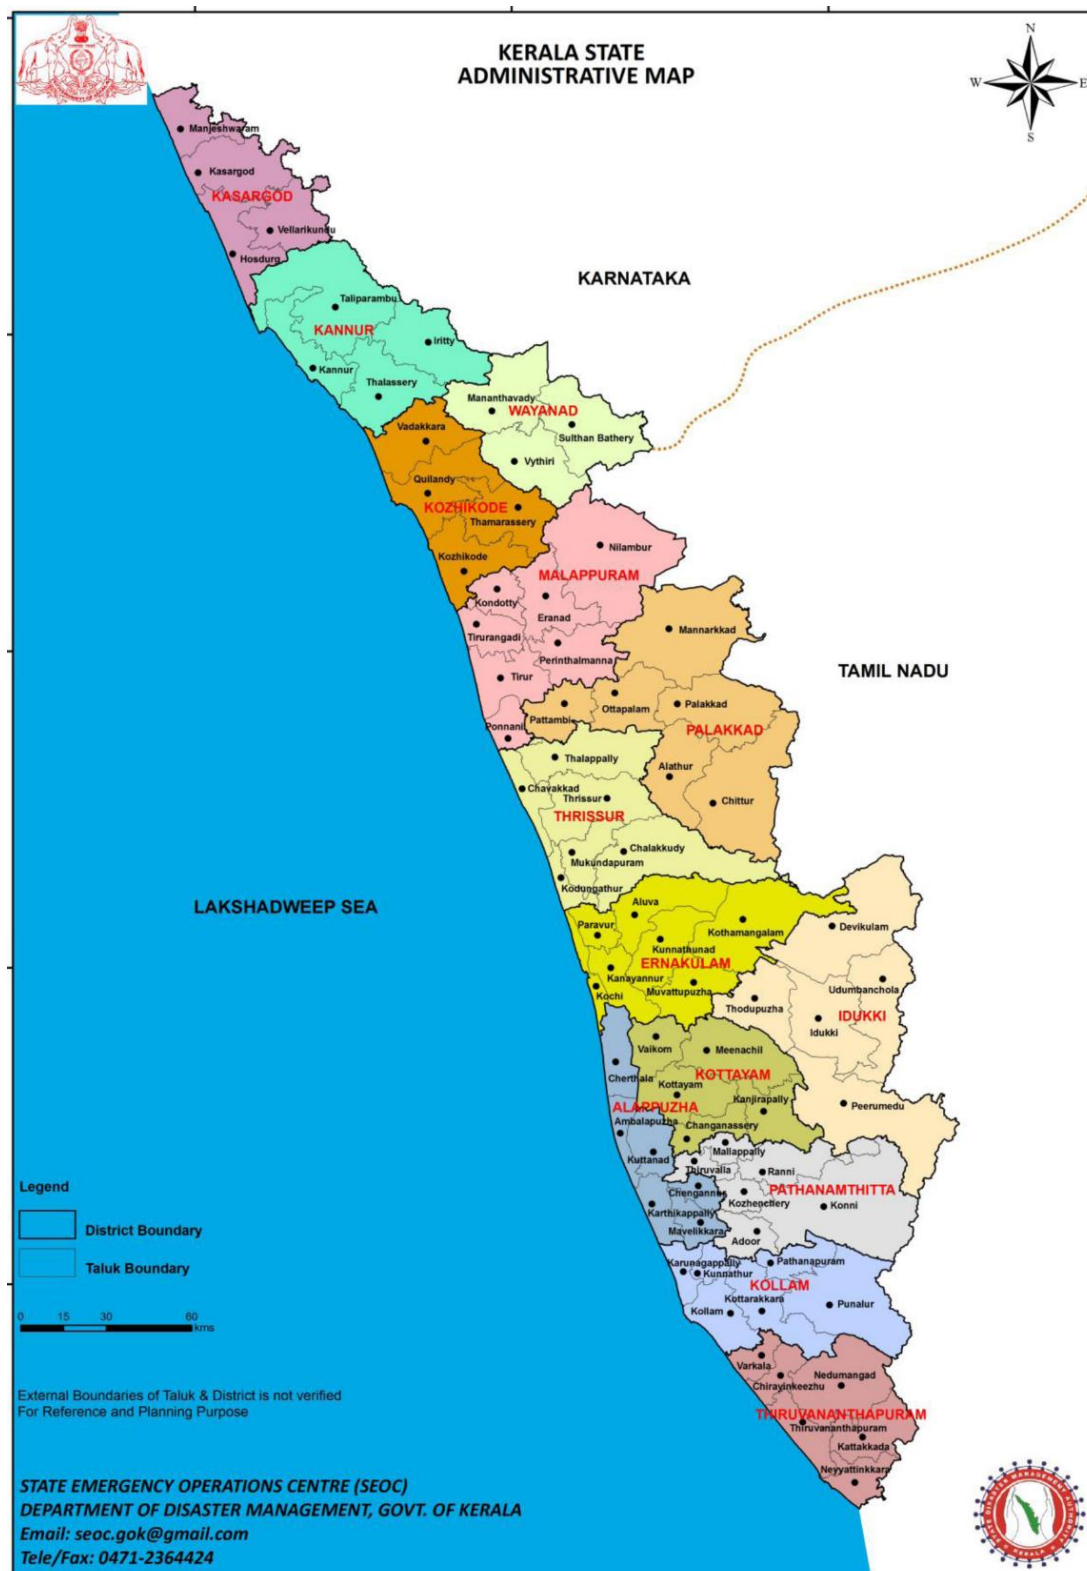 KERALA STATE
ADMINISTRATIVE MAP
N
W
E
S
Manjeshwaram
Kasargod
KASARGOD
Vellarikundu
Hosdurg
KARNATAKA
Taliparambu
KANNUR
Iritty
Kannur
Thalassery
Mananthavady
WAYANAD
Sulthan Bathery
Vythiri
Vadakkara
Quilandy
KOZHIKODE
Thamarassery
Kozhikode
Nilambur
MALAPPURAM
Kondotty
Eranad
Tirurangadi
Perinthalmanna
Tirur
Ponnani
Mannarkkad
TAMIL NADU
Ottapalam
Palakkad
Pattambi
PALAKKAD
Alathur
Chittur
Thalappally
Chavakkad
Thrissur
THRISSUR
Chalakkudy
Mukundapuram
Kodungathur
LAKSHADWEEP SEA
Aluva
Paravur
Kothamangalam
Kunnathunad
ERNAKULAM
Kanayannur
Muvattupuzha
Kochi
Devikulam
Udumbanchola
Thodupuzha
IDUKKI
Idukki
Peerumedu
Vaikom
Meenachil
KOTTAYAM
Kottayam
Kanjirapally
Changanassery
Cherthala
ALAPPUZHA
Ambalapuzha
Kuttanad
Mallappally
Thiruvalla
Ranni
PATHANAMTHITTA
Chengannur
Kozhenchery
Konni
Karthikappally
Mavelikkara
Adoor
Karunagappally
Kunnathur
Pathanapuram
KOLLAM
Kottarakkara
Kollam
Punalur
Varkala
Chirayinkeezhu
Nedumangad
THIRUVANANTHAPURAM
Thiruvananthapuram
Kattakkada
Neyyattinkkara
Legend
District Boundary
Taluk Boundary
0 15 30 60
kms
External Boundaries of Taluk & District is not verified
For Reference and Planning Purpose
STATE EMERGENCY OPERATIONS CENTRE (SEOC)
DEPARTMENT OF DISASTER MANAGEMENT, GOVT. OF KERALA
Email: seoc.gok@gmail.com
Tele/Fax: 0471-2364424
STATE DISASTER MANAGEMENT AUTHORITY
KERALA